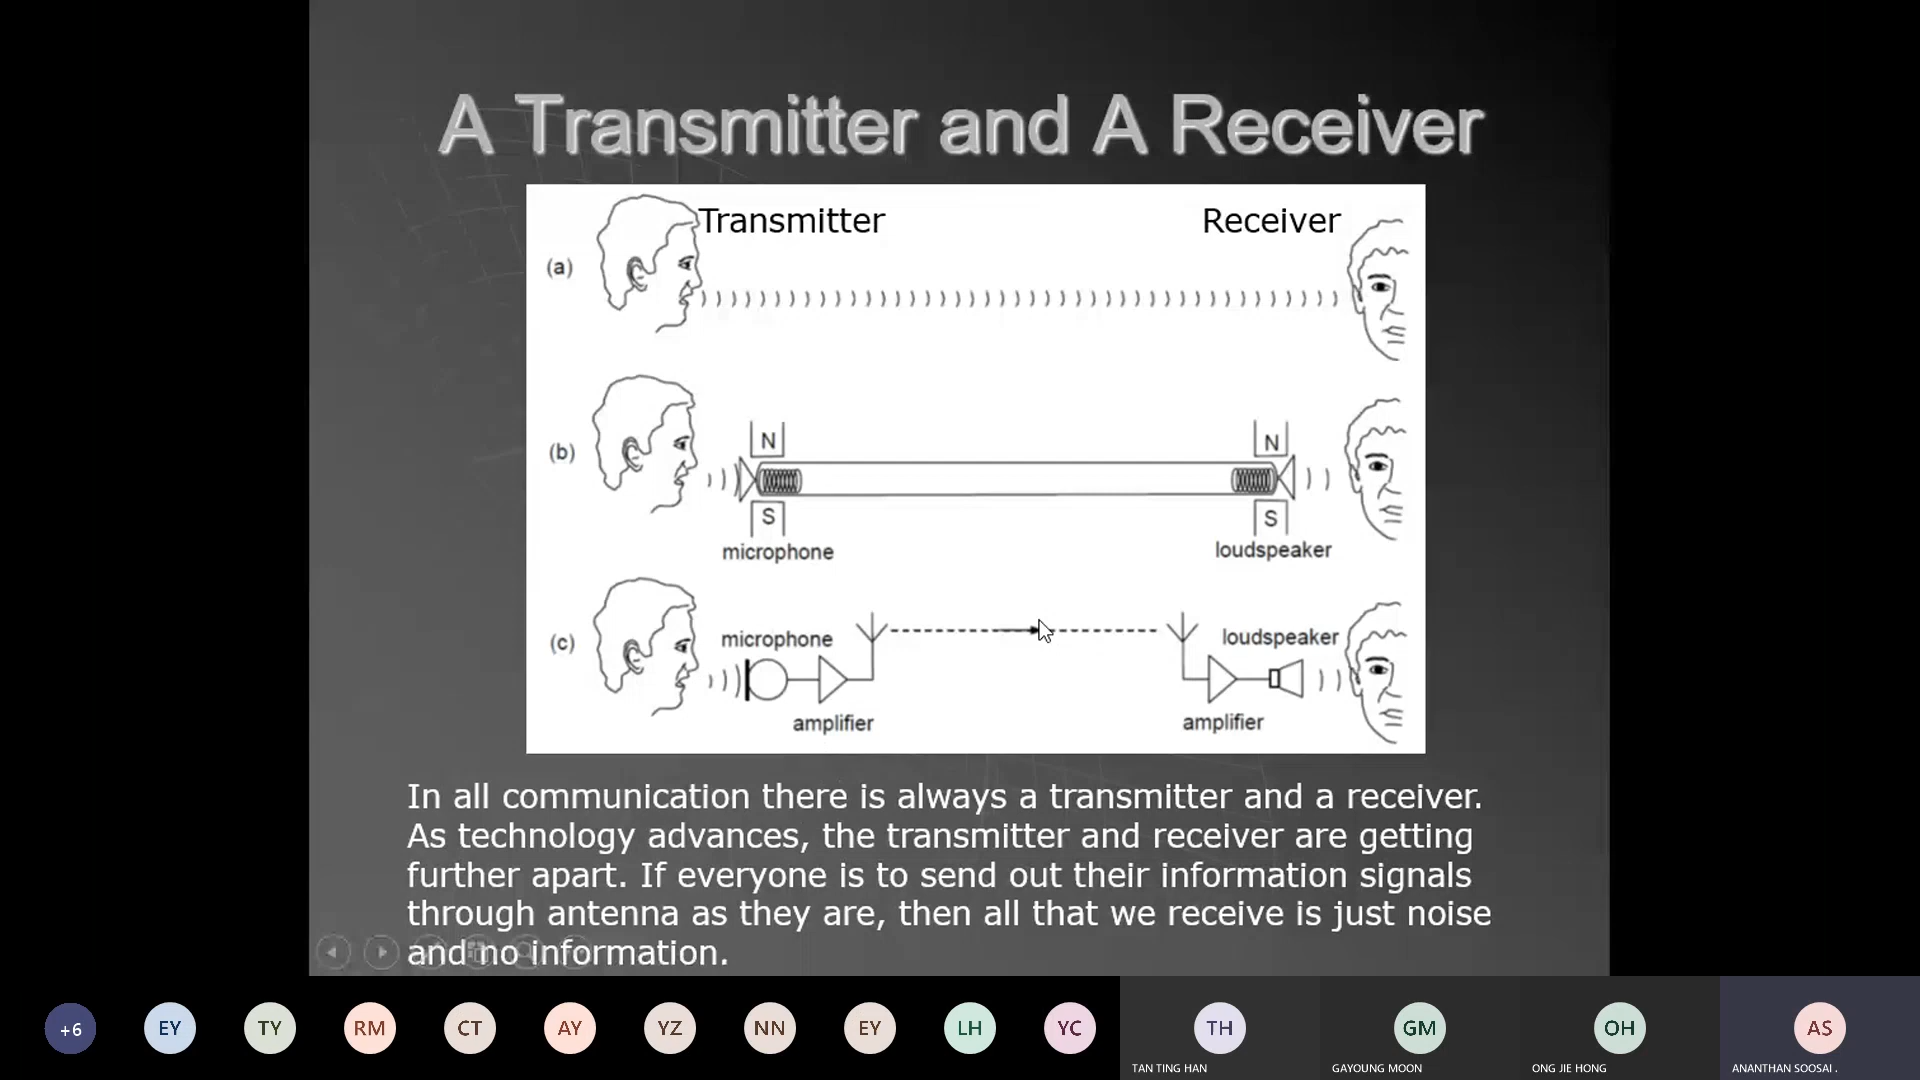 A Transmitter and A Receiver
Transmitter Receiver
(a)
(b)
N N
S S
microphone loudspeaker
(c)
microphone loudspeaker
amplifier amplifier
In all communication there is always a transmitter and a receiver.
As technology advances, the transmitter and receiver are getting
further apart. If everyone is to send out their information signals
through antenna as they are, then all that we receive is just noise
and no information.
+6 EY TY RM CT AY YZ NN EY LH YC TH GM OH AS
TAN TING HAN GAYOUNG MOON ONG JIE HONG ANANTHAN SOOSAI .